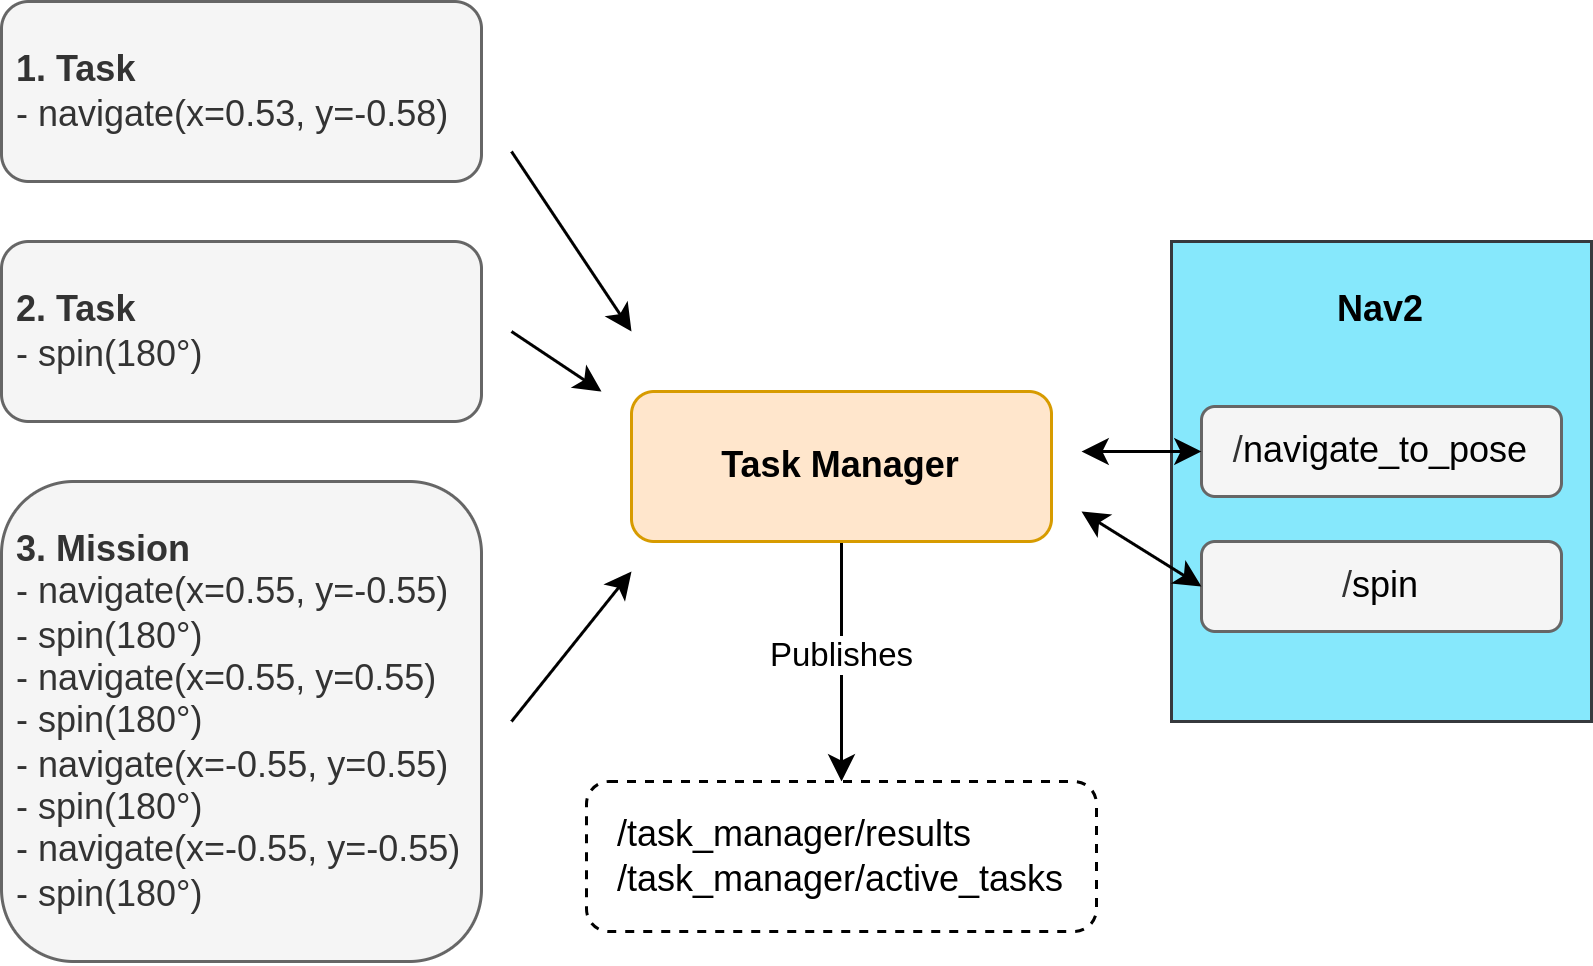 1. Task
- navigate(x=0.53, y=-0.58)
2. Task
- spin(180°)
3. Mission
- navigate(x=0.55, y=-0.55)
- spin(180°)
- navigate(x=0.55, y=0.55)
- spin(180°)
- navigate(x=-0.55, y=0.55)
- spin(180°)
- navigate(x=-0.55, y=-0.55)
- spin(180°)
Task Manager
Publishes
/task_manager/results
/task_manager/active_tasks
Nav2
/navigate_to_pose
/spin